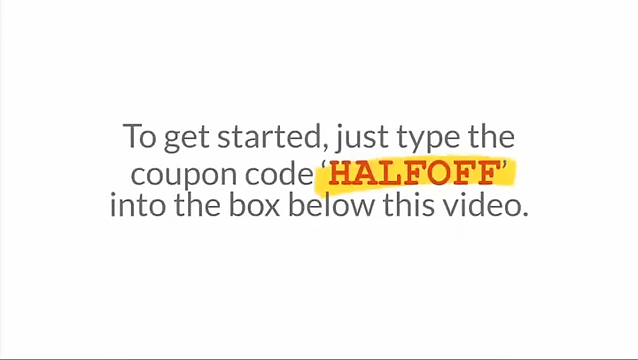 To get started, just type the
coupon code ‘HALFOFF’
into the box below this video.